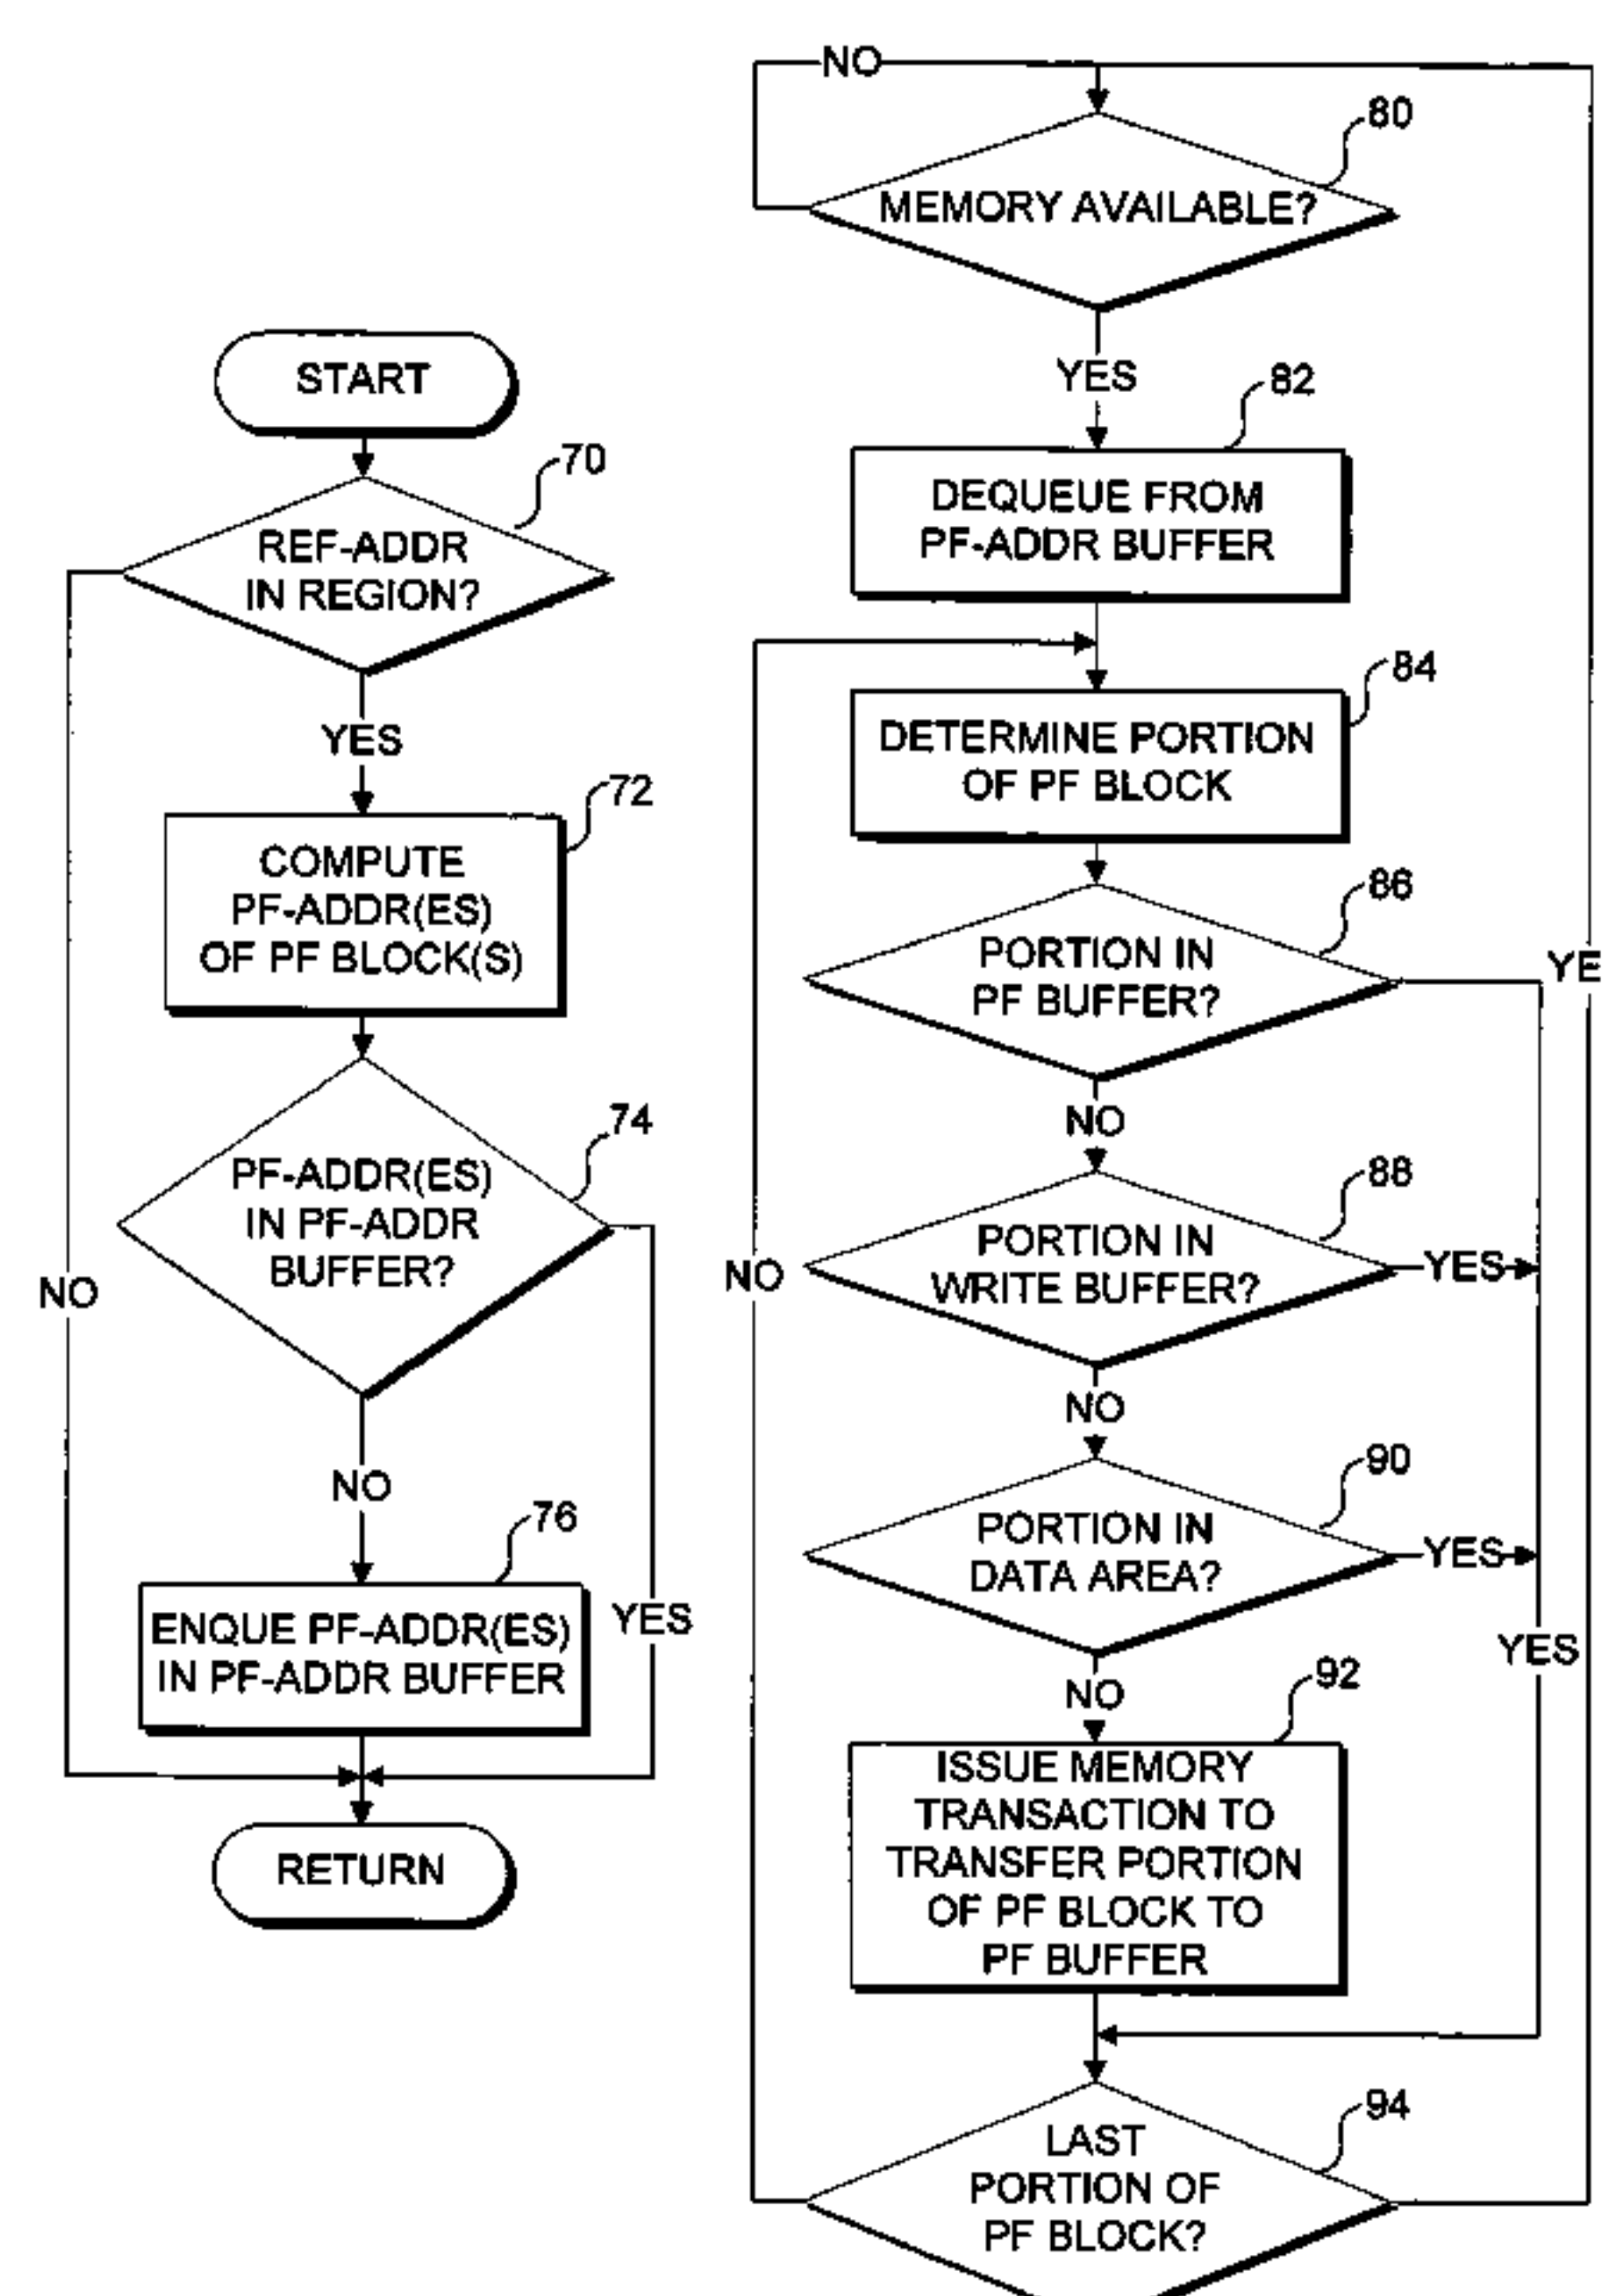 START
70
REF-ADDR
IN REGION?
YES
72
COMPUTE
PF-ADDR(ES)
OF PF BLOCK(S)
74
PF-ADDR(ES)
IN PF-ADDR
BUFFER?
NO
NO
76
ENQUE PF-ADDR(ES)
IN PF-ADDR BUFFER
YES
RETURN
NO
80
MEMORY AVAILABLE?
YES
82
DEQUEUE FROM
PF-ADDR BUFFER
84
DETERMINE PORTION
OF PF BLOCK
86
PORTION IN
PF BUFFER?
YE
NO
88
PORTION IN
WRITE BUFFER?
YES
NO
NO
90
PORTION IN
DATA AREA?
YES
YES
NO
92
ISSUE MEMORY
TRANSACTION TO
TRANSFER PORTION
OF PF BLOCK TO
PF BUFFER
94
LAST
PORTION OF
PF BLOCK?